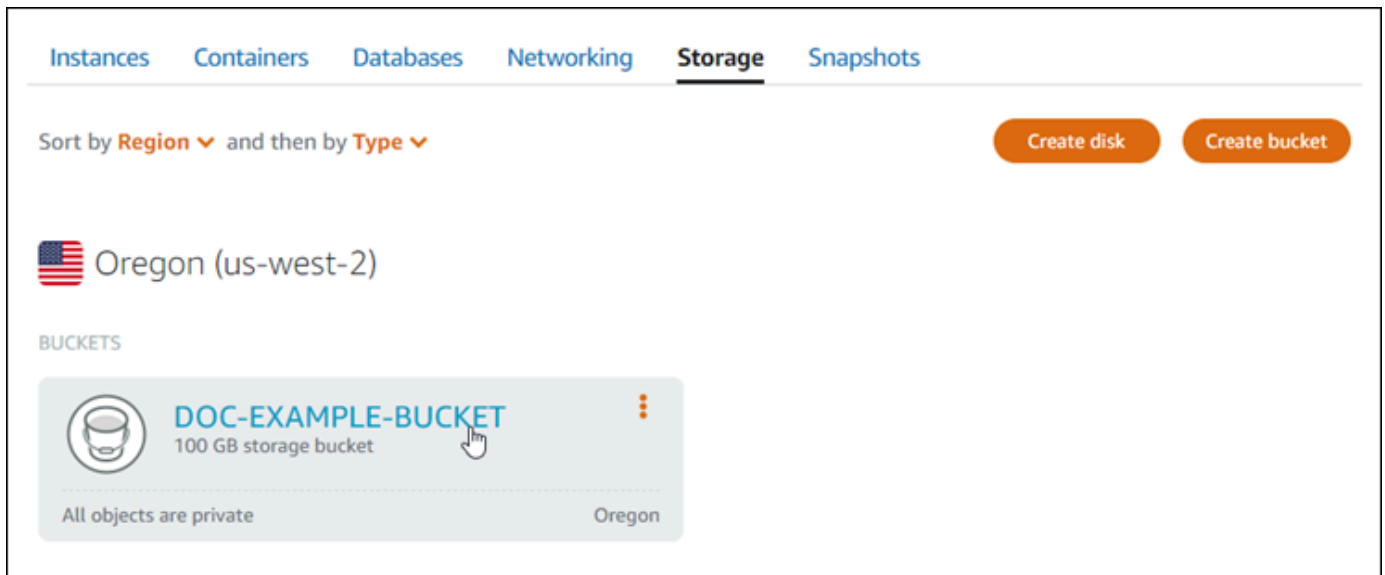 Instances Containers Databases Networking Storage Snapshots
Sort by Region and then by Type Create disk Create bucket
Oregon (us-west-2)
BUCKETS
DOC-EXAMPLE-BUCKET
100 GB storage bucket
All objects are private Oregon